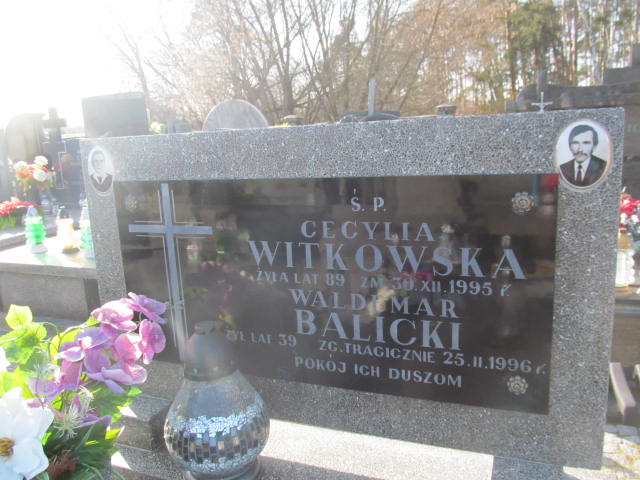 Ś. P.
CECYLIA
WITKOWSKA
ŻYŁA LAT 89 ZM. 30.XII.1995 r.
WALDEMAR
BALICKI
ŻYŁ LAT 39 ZG. TRAGICZNIE 25.II.1996 r.
POKÓJ ICH DUSZOM